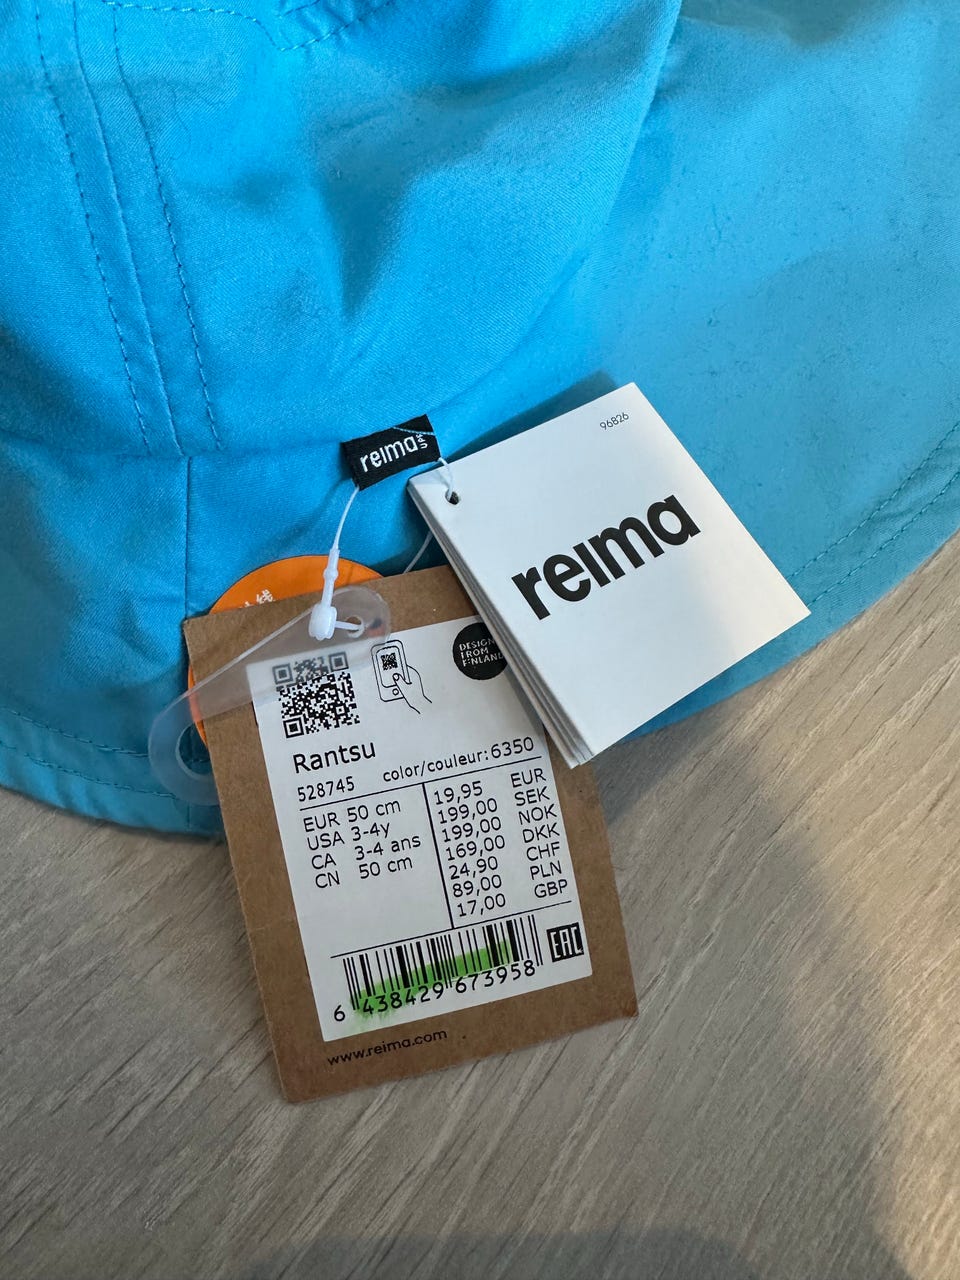 96826
reima
reima
DESIGN
FROM
FINLAND
Rantsu
528745 color/couleur: 6350
EUR 50 cm
USA 3-4y
CA 3-4 ans
CN 50 cm
19,95 EUR
199,00 SEK
199,00 NOK
169,00 DKK
24,90 CHF
89,00 PLN
17,00 GBP
EAC
6 438429 673958
www.reima.com